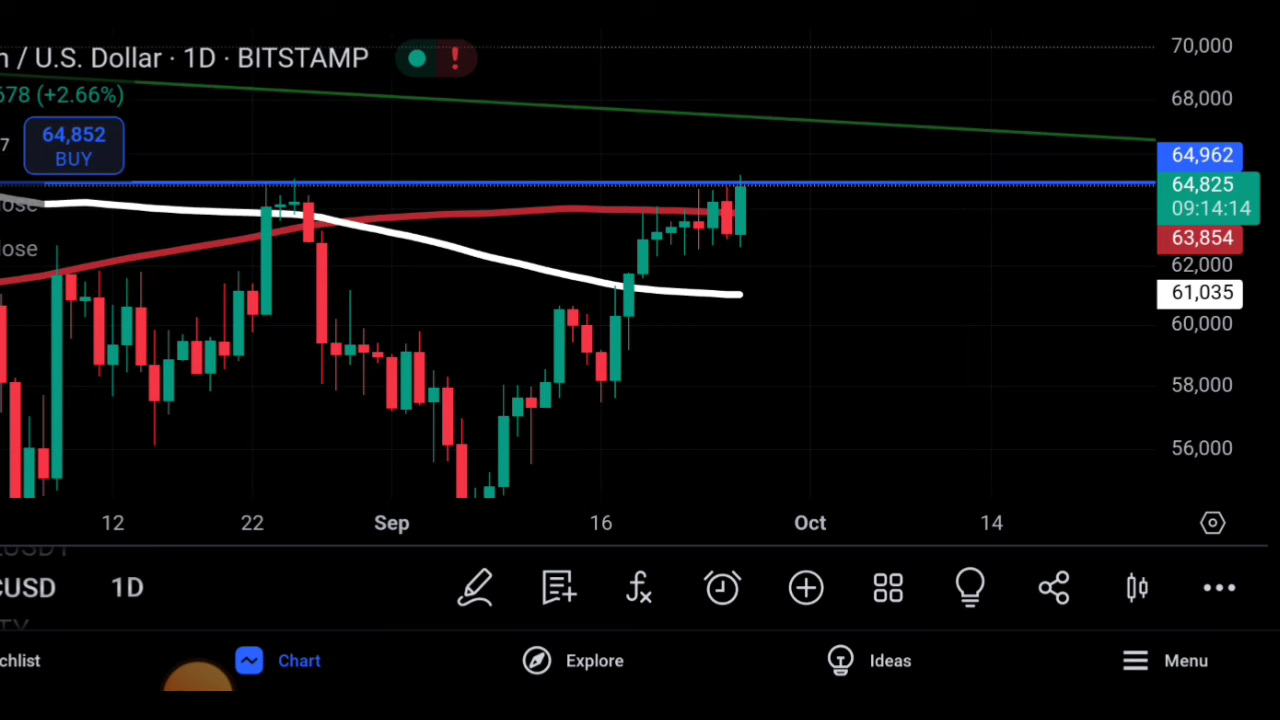 n / U.S. Dollar · 1D · BITSTAMP
678 (+2.66%)
7
64,852
BUY
lose
lose
70,000
68,000
64,962
64,825
09:14:14
63,854
62,000
61,035
60,000
58,000
56,000
12 22 Sep 16 Oct 14
CUSD 1D
chlist Chart Explore Ideas Menu